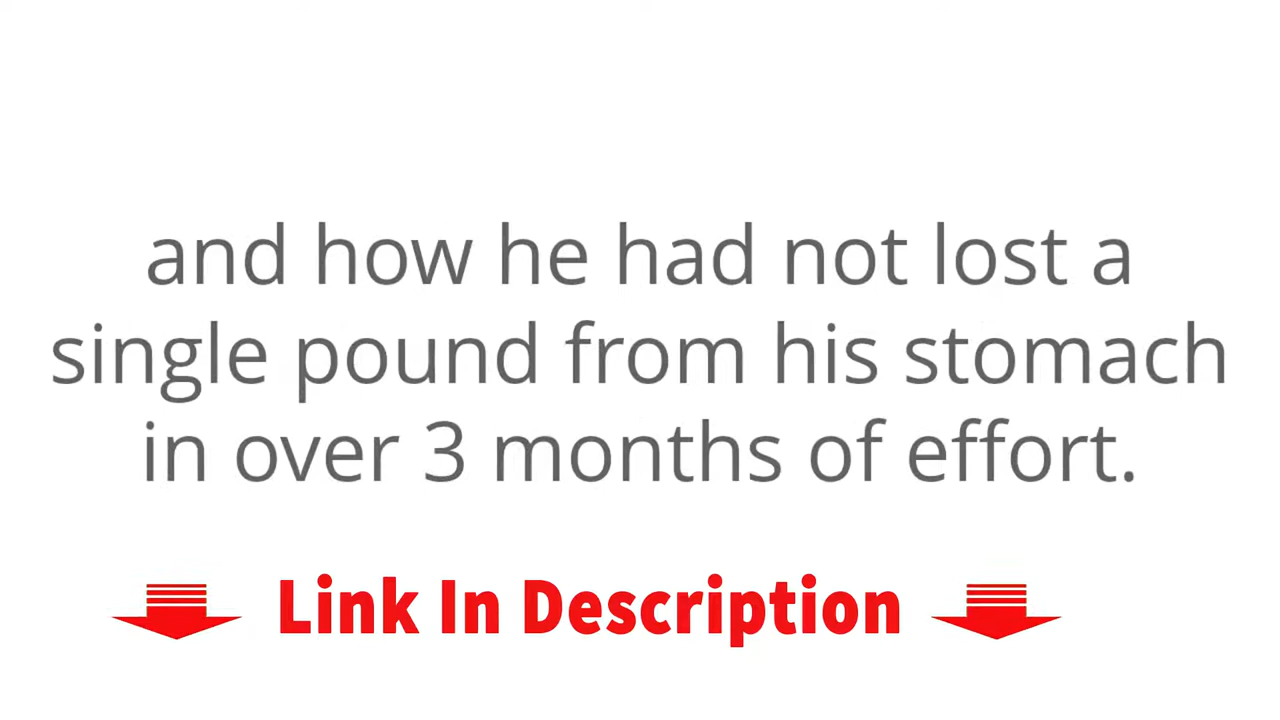 and how he had not lost a
single pound from his stomach
in over 3 months of effort.
Link In Description